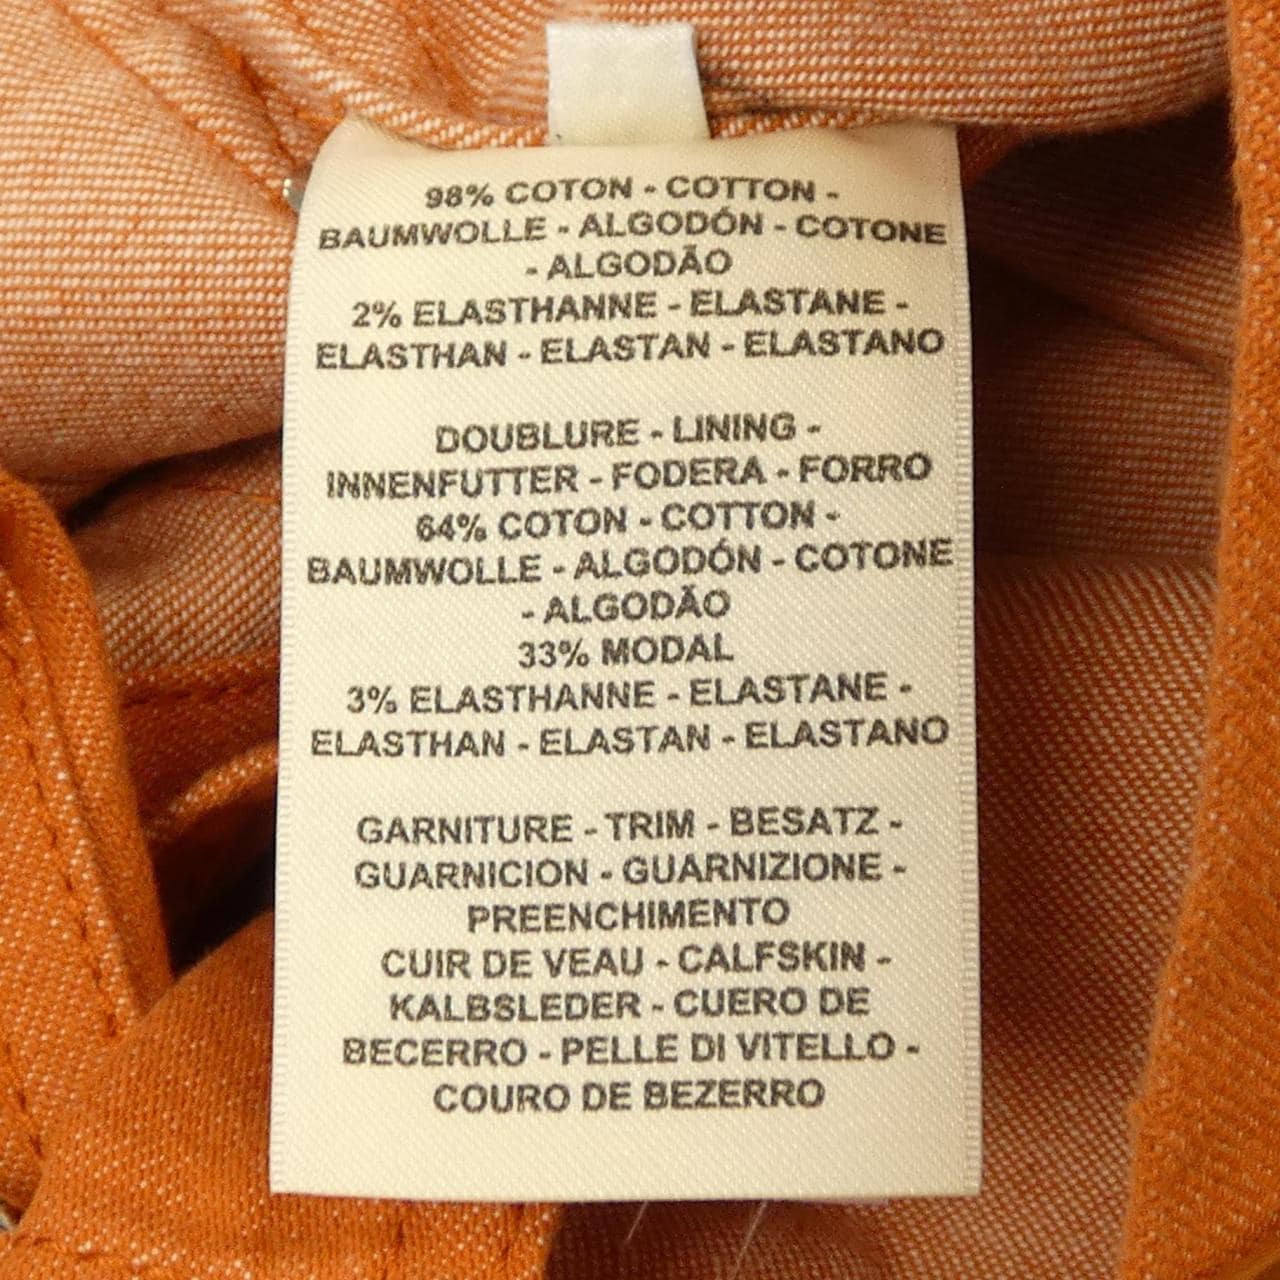 98% COTON - COTTON -
BAUMWOLLE - ALGODÓN - COTONE
- ALGODÃO
2% ELASTHANNE - ELASTANE -
ELASTHAN - ELASTAN - ELASTANO
DOUBLURE - LINING -
INNENFUTTER - FODERA - FORRO
64% COTON - COTTON -
BAUMWOLLE - ALGODÓN - COTONE
- ALGODÃO
33% MODAL
3% ELASTHANNE - ELASTANE -
ELASTHAN - ELASTAN - ELASTANO
GARNITURE - TRIM - BESATZ -
GUARNICION - GUARNIZIONE -
PREENCHIMENTO
CUIR DE VEAU - CALFSKIN -
KALBSLEDER - CUERO DE
BECERRO - PELLE DI VITELLO -
COURO DE BEZERRO